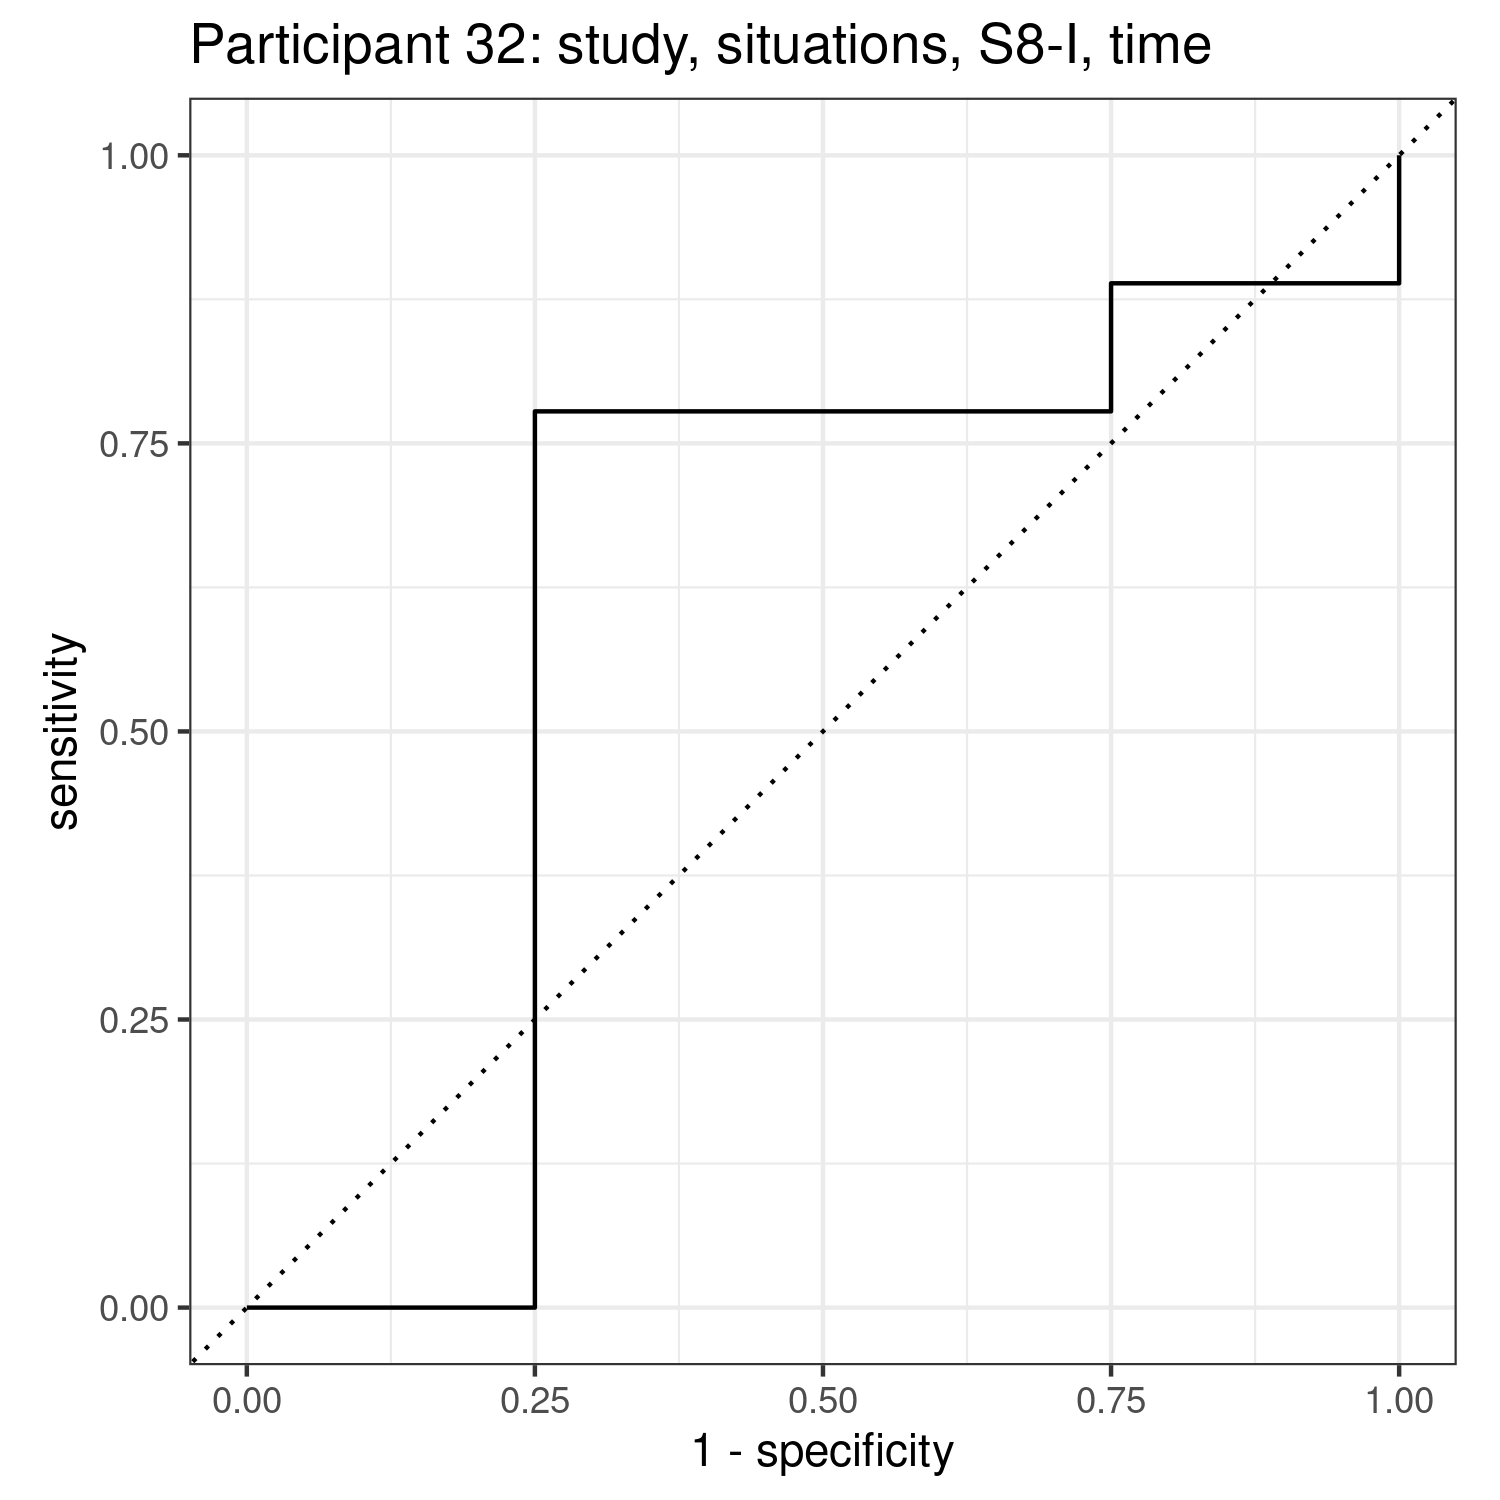 Participant 32: study, situations, S8-I, time
1.00
0.75
0.50
0.25
0.00
sensitivity
0.00 0.25 0.50 0.75 1.00
1 - specificity